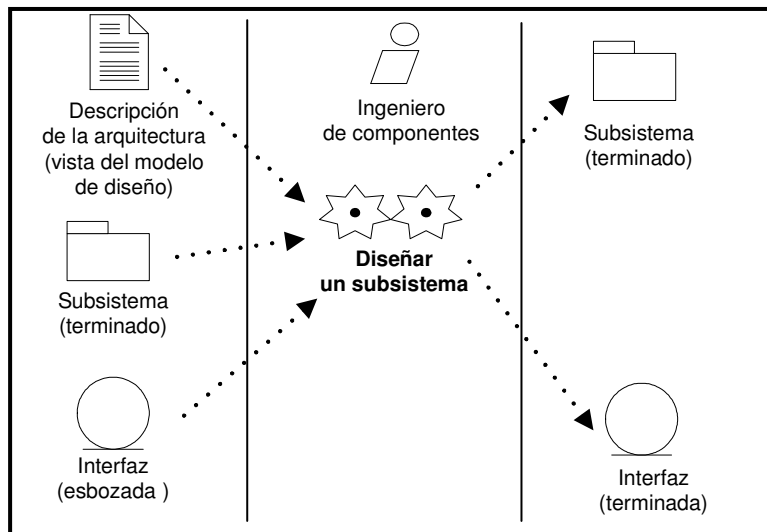 Descripción
de la arquitectura
(vista del modelo
de diseño)
Subsistema
(terminado)
Interfaz
(esbozada )
Ingeniero
de componentes
Diseñar
un subsistema
Subsistema
(terminado)
Interfaz
(terminada)